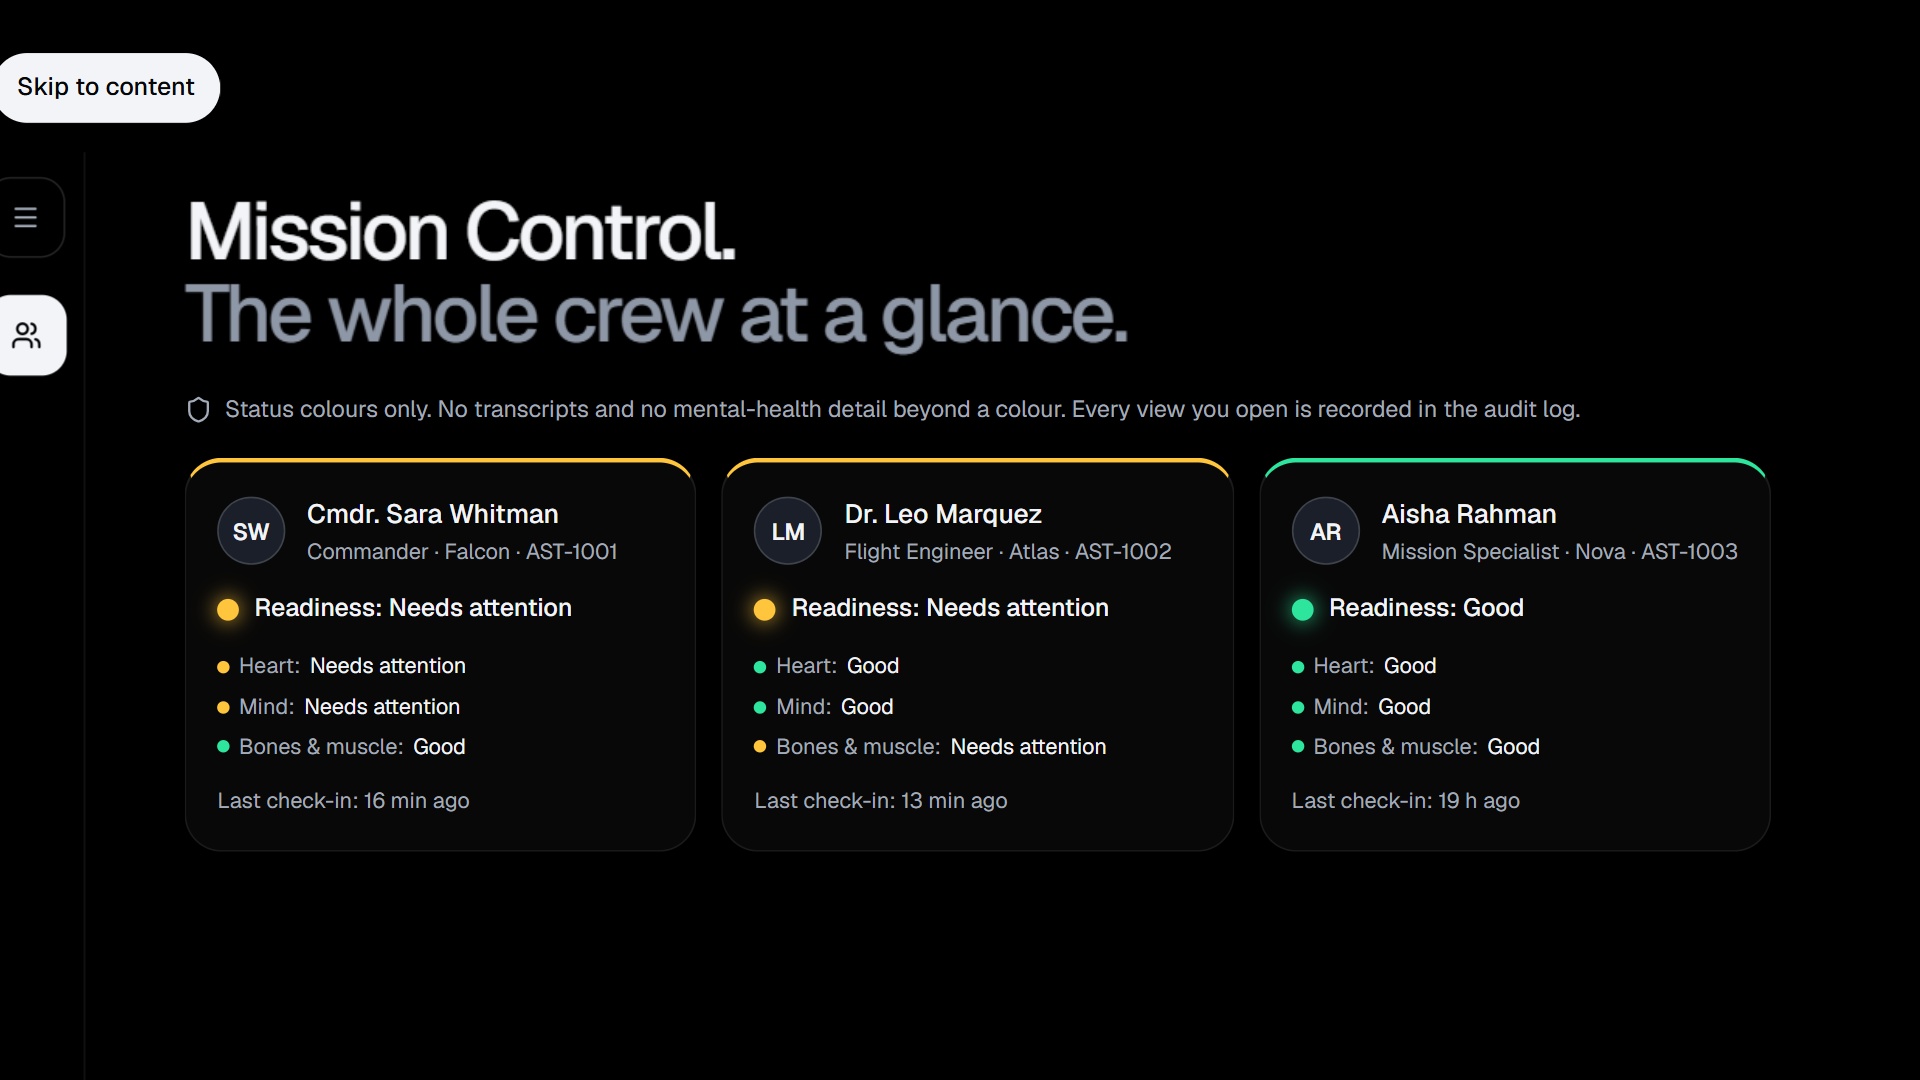 Skip to content
Mission Control.
The whole crew at a glance.
Status colours only. No transcripts and no mental-health detail beyond a colour. Every view you open is recorded in the audit log.
SW
Cmdr. Sara Whitman
Commander · Falcon · AST-1001
Readiness: Needs attention
Heart: Needs attention
Mind: Needs attention
Bones & muscle: Good
Last check-in: 16 min ago
LM
Dr. Leo Marquez
Flight Engineer · Atlas · AST-1002
Readiness: Needs attention
Heart: Good
Mind: Good
Bones & muscle: Needs attention
Last check-in: 13 min ago
AR
Aisha Rahman
Mission Specialist · Nova · AST-1003
Readiness: Good
Heart: Good
Mind: Good
Bones & muscle: Good
Last check-in: 19 h ago